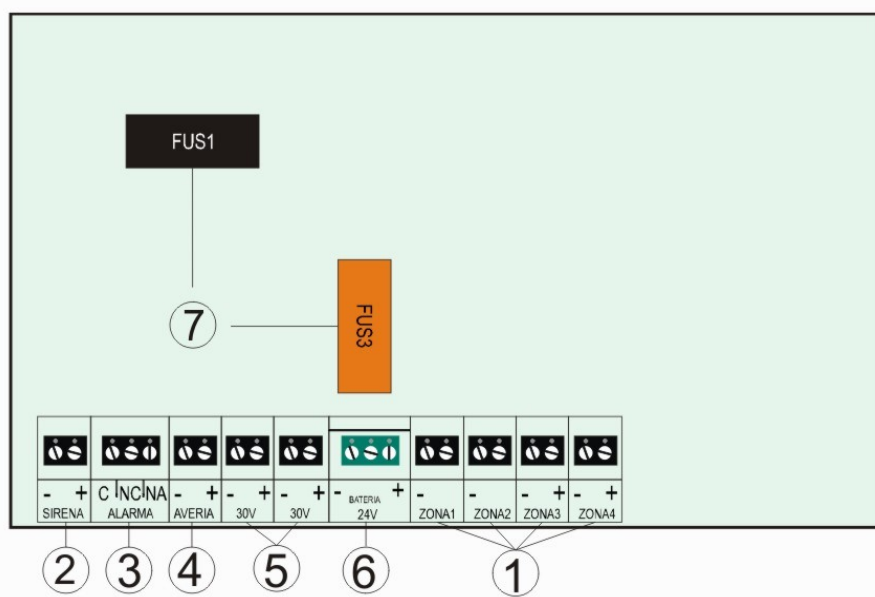 FUS1
FUS3
7
- + C NC NA - + - + - + - + - - - + - +
BATERIA
SIRENA ALARMA AVERIA 30V 30V 24V ZONA1 ZONA2 ZONA3 ZONA4
2 3 4 5 6 1